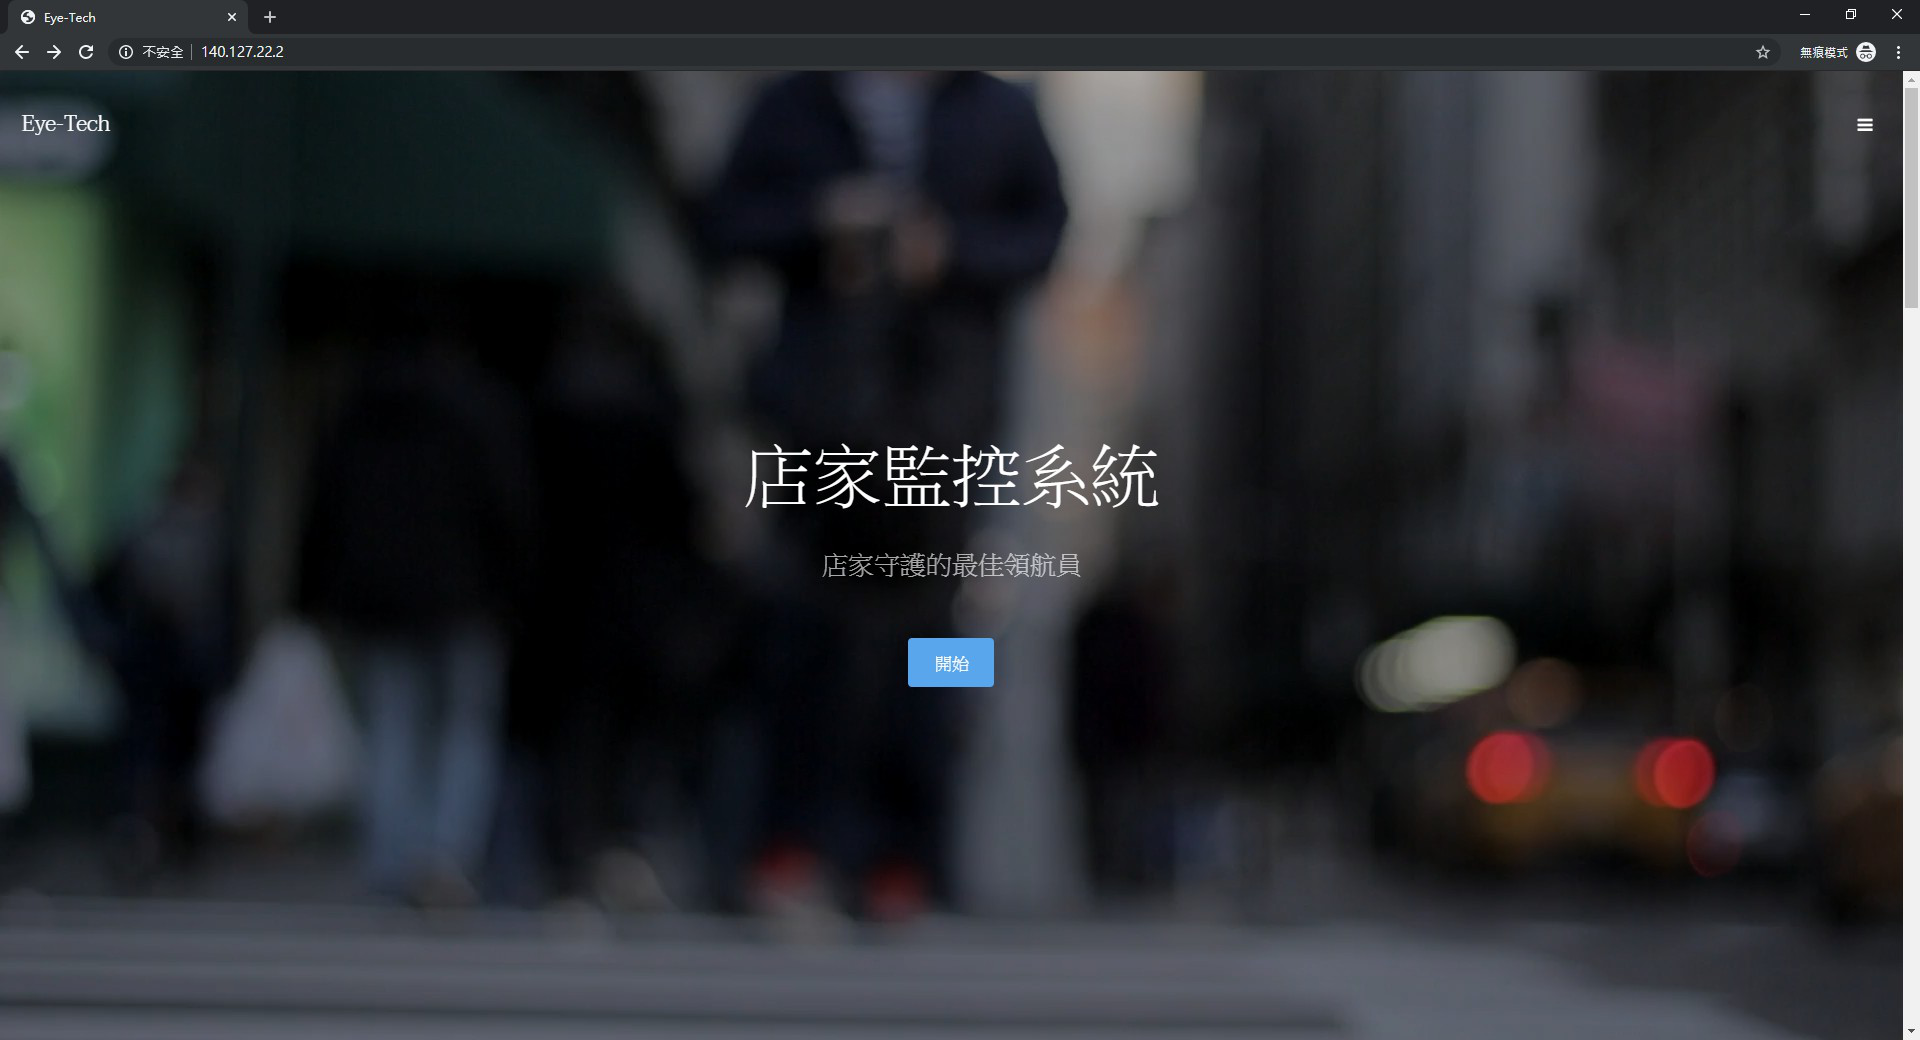 Eye-Tech
不安全
140.127.22.2
無痕模式
Eye-Tech
店家監控系統
店家守護的最佳領航員
開始